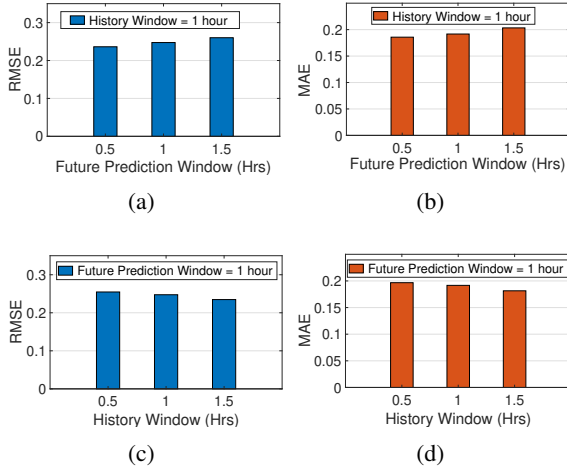 History Window = 1 hour
RMSE
0.3
0.2
0.1
0
0.5 1 1.5
Future Prediction Window (Hrs)
(a)
History Window = 1 hour
MAE
0.2
0.15
0.1
0.05
0
0.5 1 1.5
Future Prediction Window (Hrs)
(b)
Future Prediction Window = 1 hour
RMSE
0.3
0.2
0.1
0
0.5 1 1.5
History Window (Hrs)
(c)
Future Prediction Window = 1 hour
MAE
0.2
0.15
0.1
0.05
0
0.5 1 1.5
History Window (Hrs)
(d)